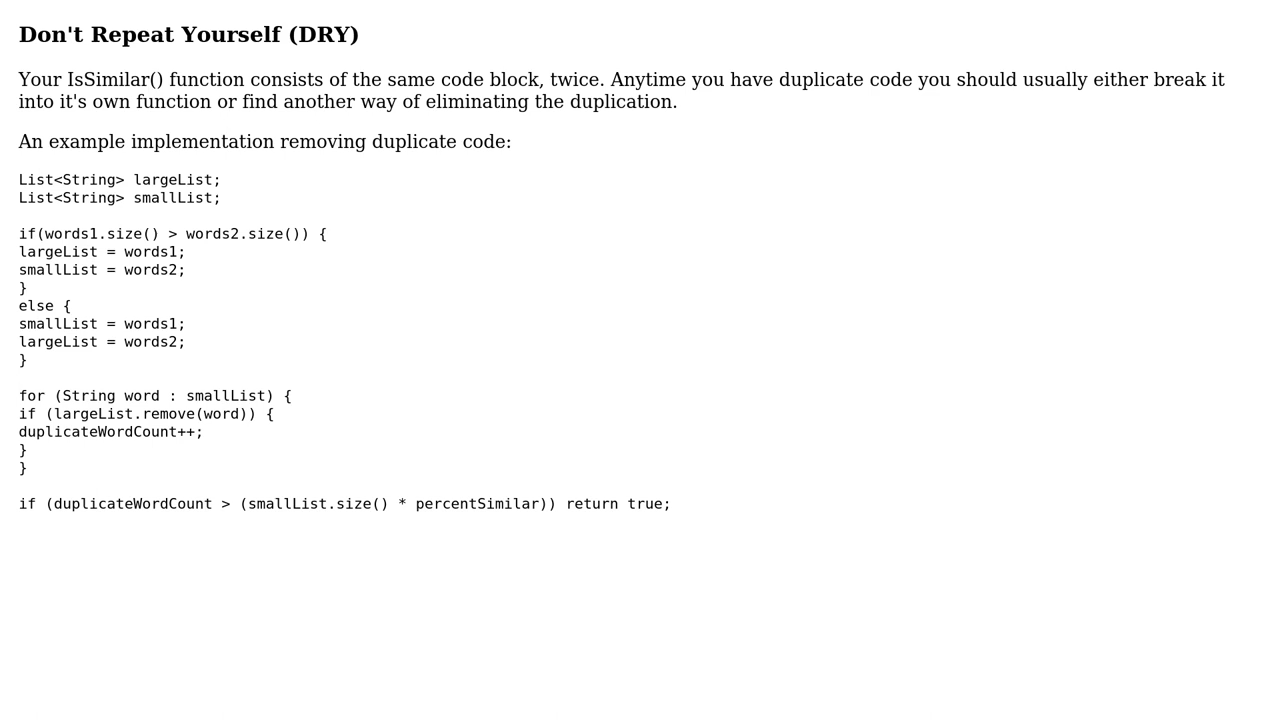 Don't Repeat Yourself (DRY)
Your IsSimilar() function consists of the same code block, twice. Anytime you have duplicate code you should usually either break it
into it's own function or find another way of eliminating the duplication.
An example implementation removing duplicate code:
List<String> largeList;
List<String> smallList;
if(words1.size() > words2.size()) {
largeList = words1;
smallList = words2;
}
else {
smallList = words1;
largeList = words2;
}
for (String word : smallList) {
if (largeList.remove(word)) {
duplicateWordCount++;
}
}
if (duplicateWordCount > (smallList.size() * percentSimilar)) return true;